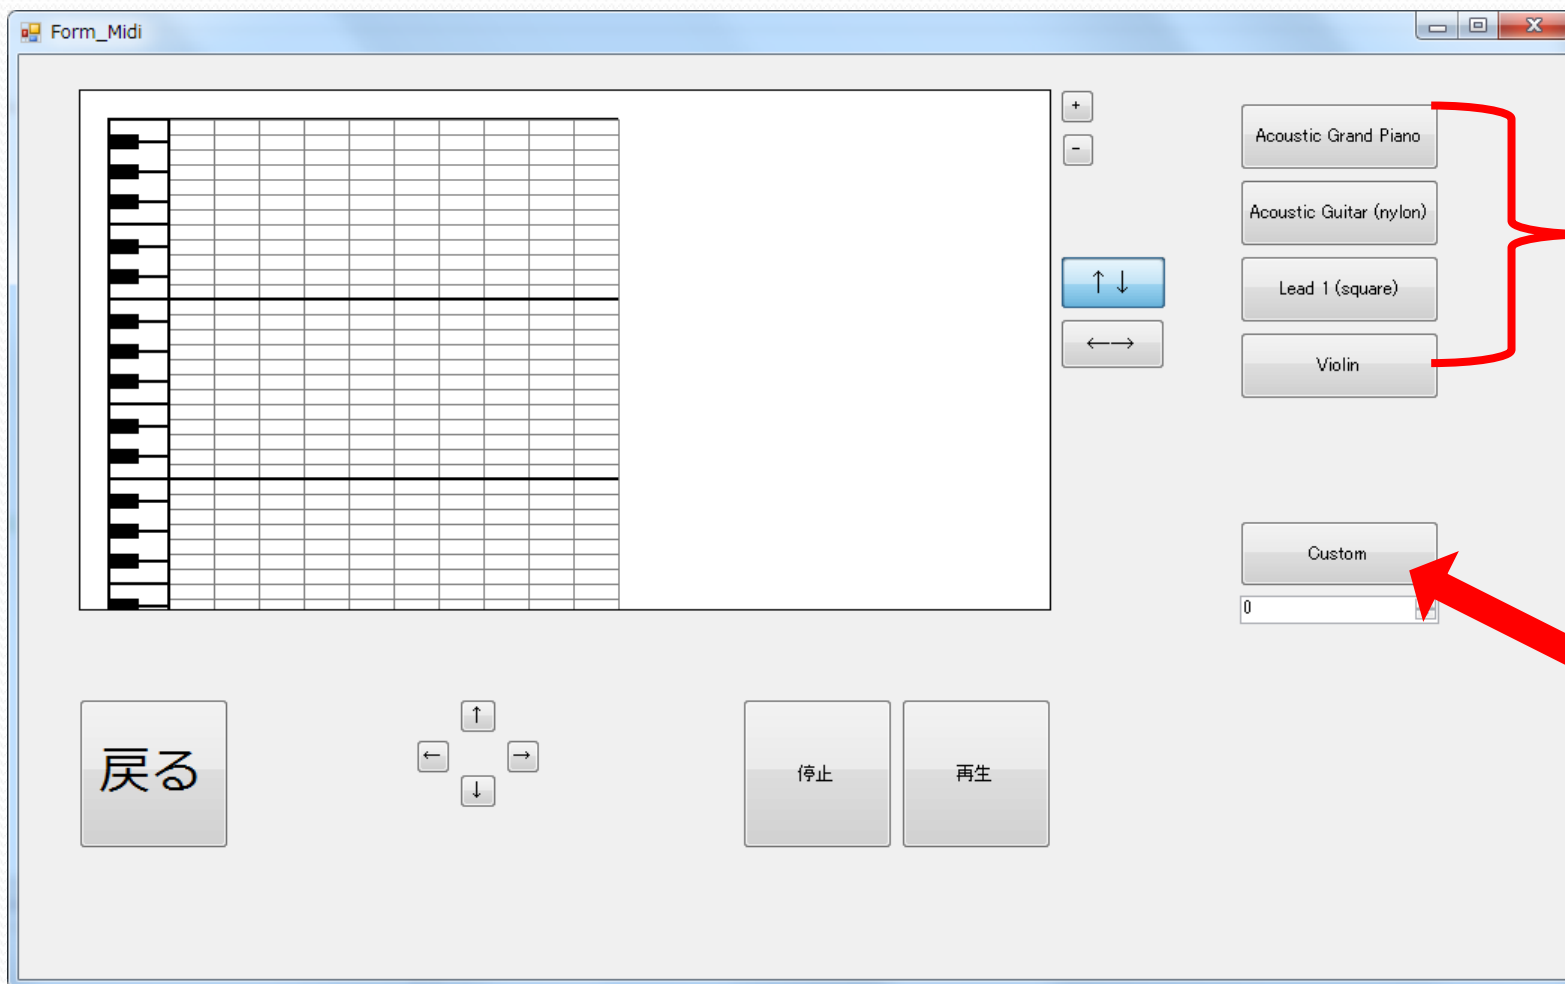 Form_Midi
+
-
↑↓
←→
Acoustic Grand Piano
Acoustic Guitar (nylon)
Lead 1 (square)
Violin
Custom
0
戻る
↑
←
→
↓
停止
再生